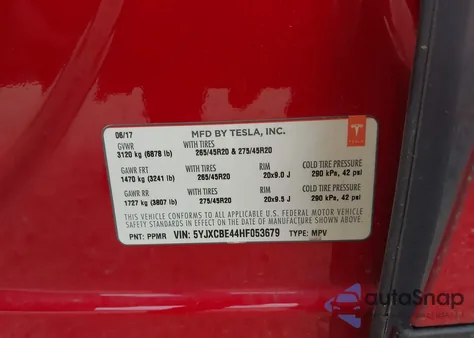 06/17 MFD BY TESLA, INC.
GVWR WITH TIRES
3120 kg (6878 lb) 265/45R20 & 275/45R20
TESLA
GAWR FRT WITH TIRES RIM COLD TIRE PRESSURE
1470 kg (3241 lb) 265/45R20 20x9.0 J 290 kPa, 42 psi
GAWR RR WITH TIRES RIM COLD TIRE PRESSURE
1727 kg (3807 lb) 275/45R20 20x9.5 J 290 kPa, 42 psi
THIS VEHICLE CONFORMS TO ALL APPLICABLE U.S. FEDERAL MOTOR VEHICLE
SAFETY STANDARDS IN EFFECT ON THE DATE OF MANUFACTURE SHOWN ABOVE.
PNT: PPMR VIN: 5YJXCBE44HF053679 TYPE: MPV
autoSnap